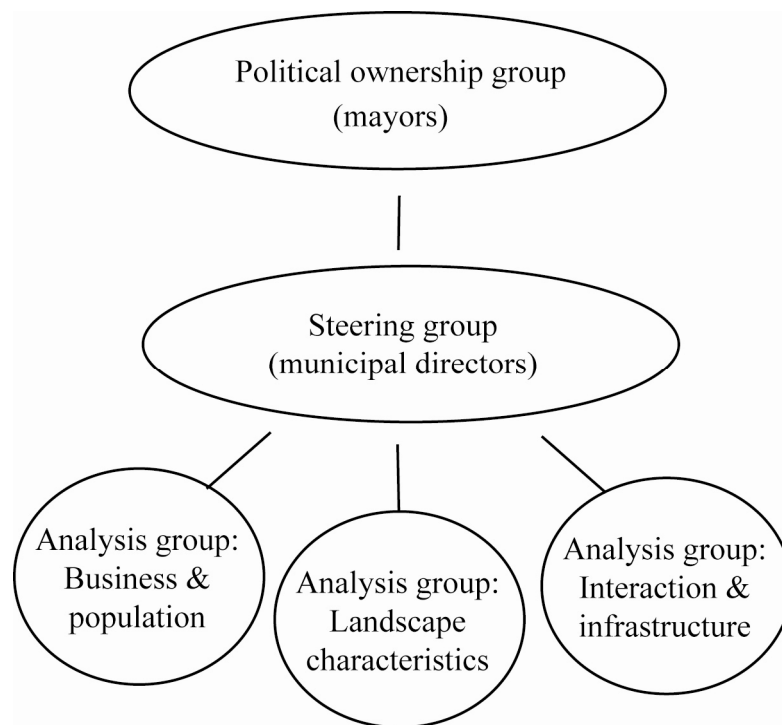 Political ownership group
(mayors)
Steering group
(municipal directors)
Analysis group:
Business &
population
Analysis group:
Landscape
characteristics
Analysis group:
Interaction &
infrastructure